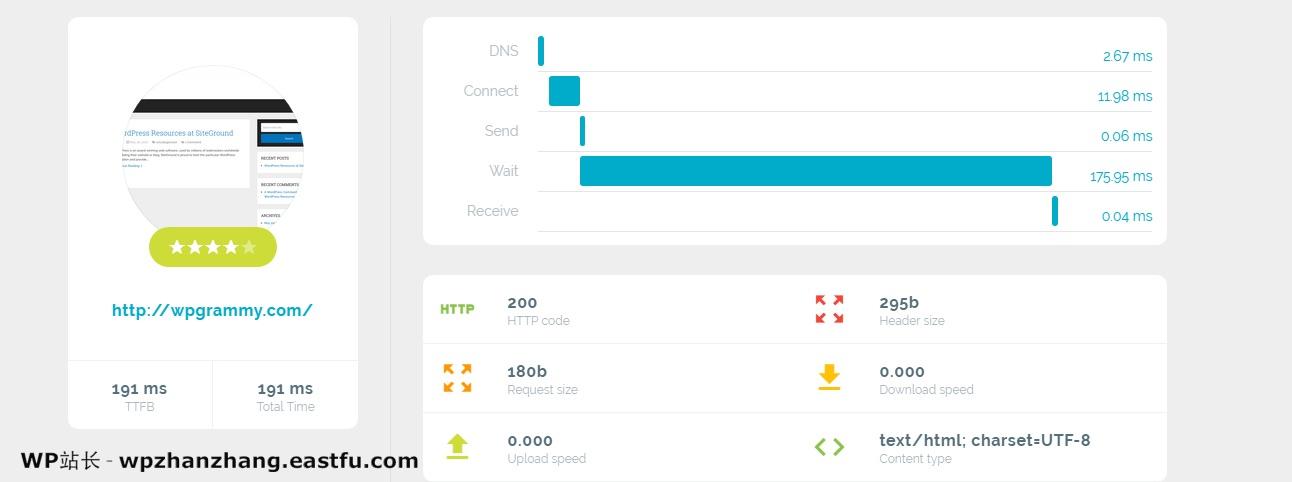 rdPress Resources at SiteGround
Search
RECENT POSTS
RECENT COMMENTS
ARCHIVES
http://wpgrammy.com/
191 ms
TTFB
191 ms
Total Time
DNS
2.67 ms
Connect
11.98 ms
Send
0.06 ms
Wait
175.95 ms
Receive
0.04 ms
HTTP
200
HTTP code
295b
Header size
180b
Request size
0.000
Download speed
0.000
Upload speed
text/html; charset=UTF-8
Content type
WP站长 - wpzhanzhang.eastfu.com